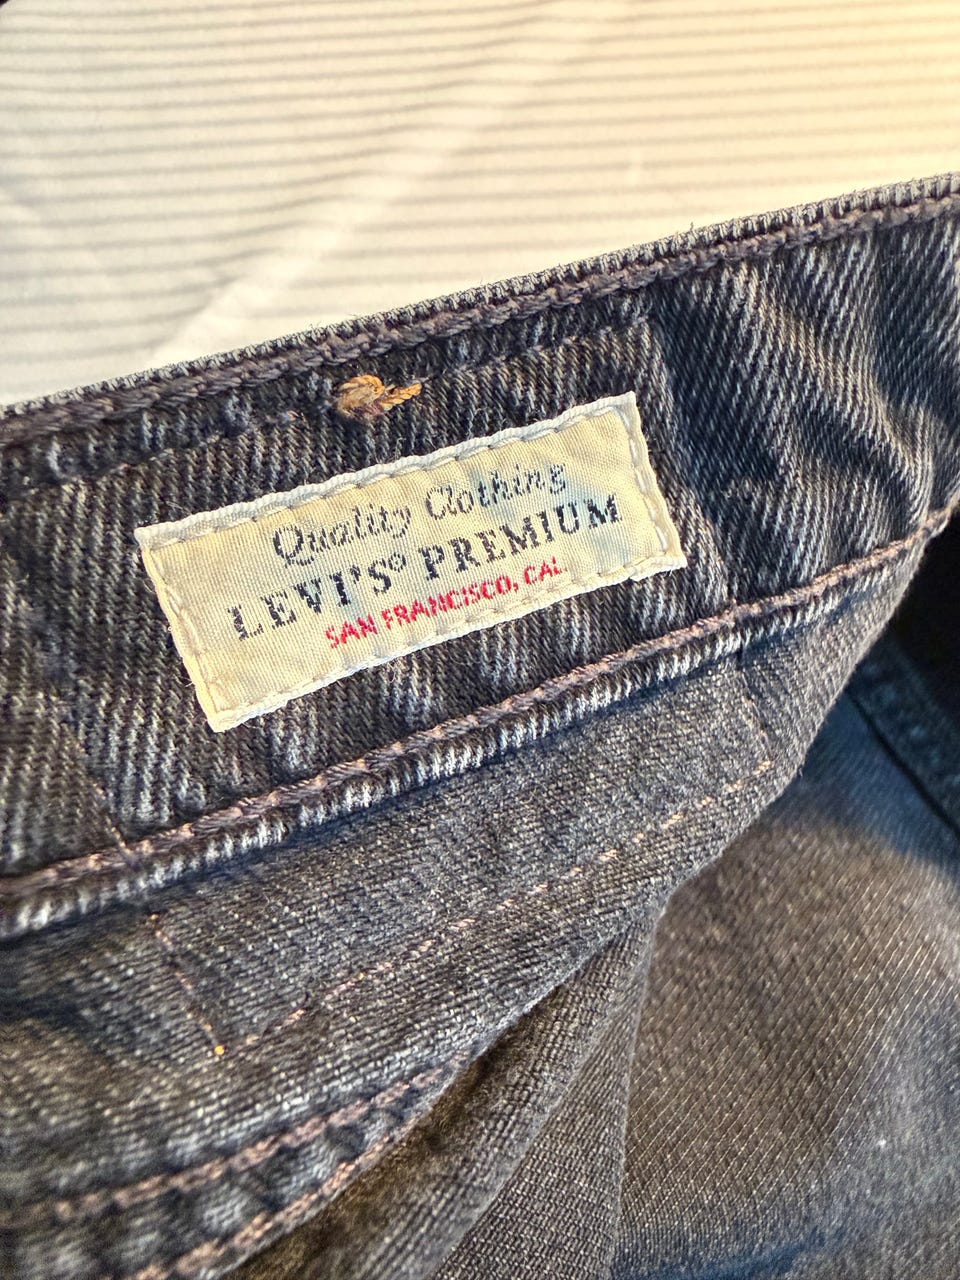 Quality Clothing
LEVI'S® PREMIUM
SAN FRANCISCO, CAL